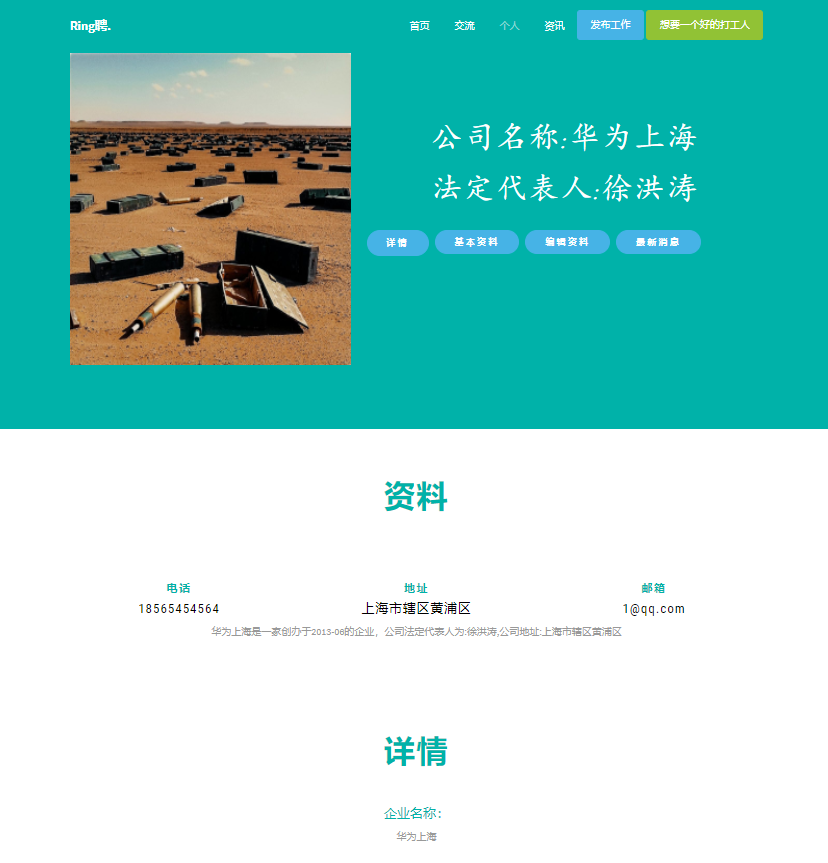 Ring聘.
首页 交流 个人 资讯 发布工作 想要一个好的打工人
公司名称:华为上海
法定代表人:徐洪涛
详情 基本资料 编辑资料 最新消息
资料
电话 地址 邮箱
18565454564 上海市辖区黄浦区 1@qq.com
华为上海是一家创办于2013-06的企业，公司法定代表人为:徐洪涛,公司地址:上海市辖区黄浦区
详情
企业名称：
华为上海